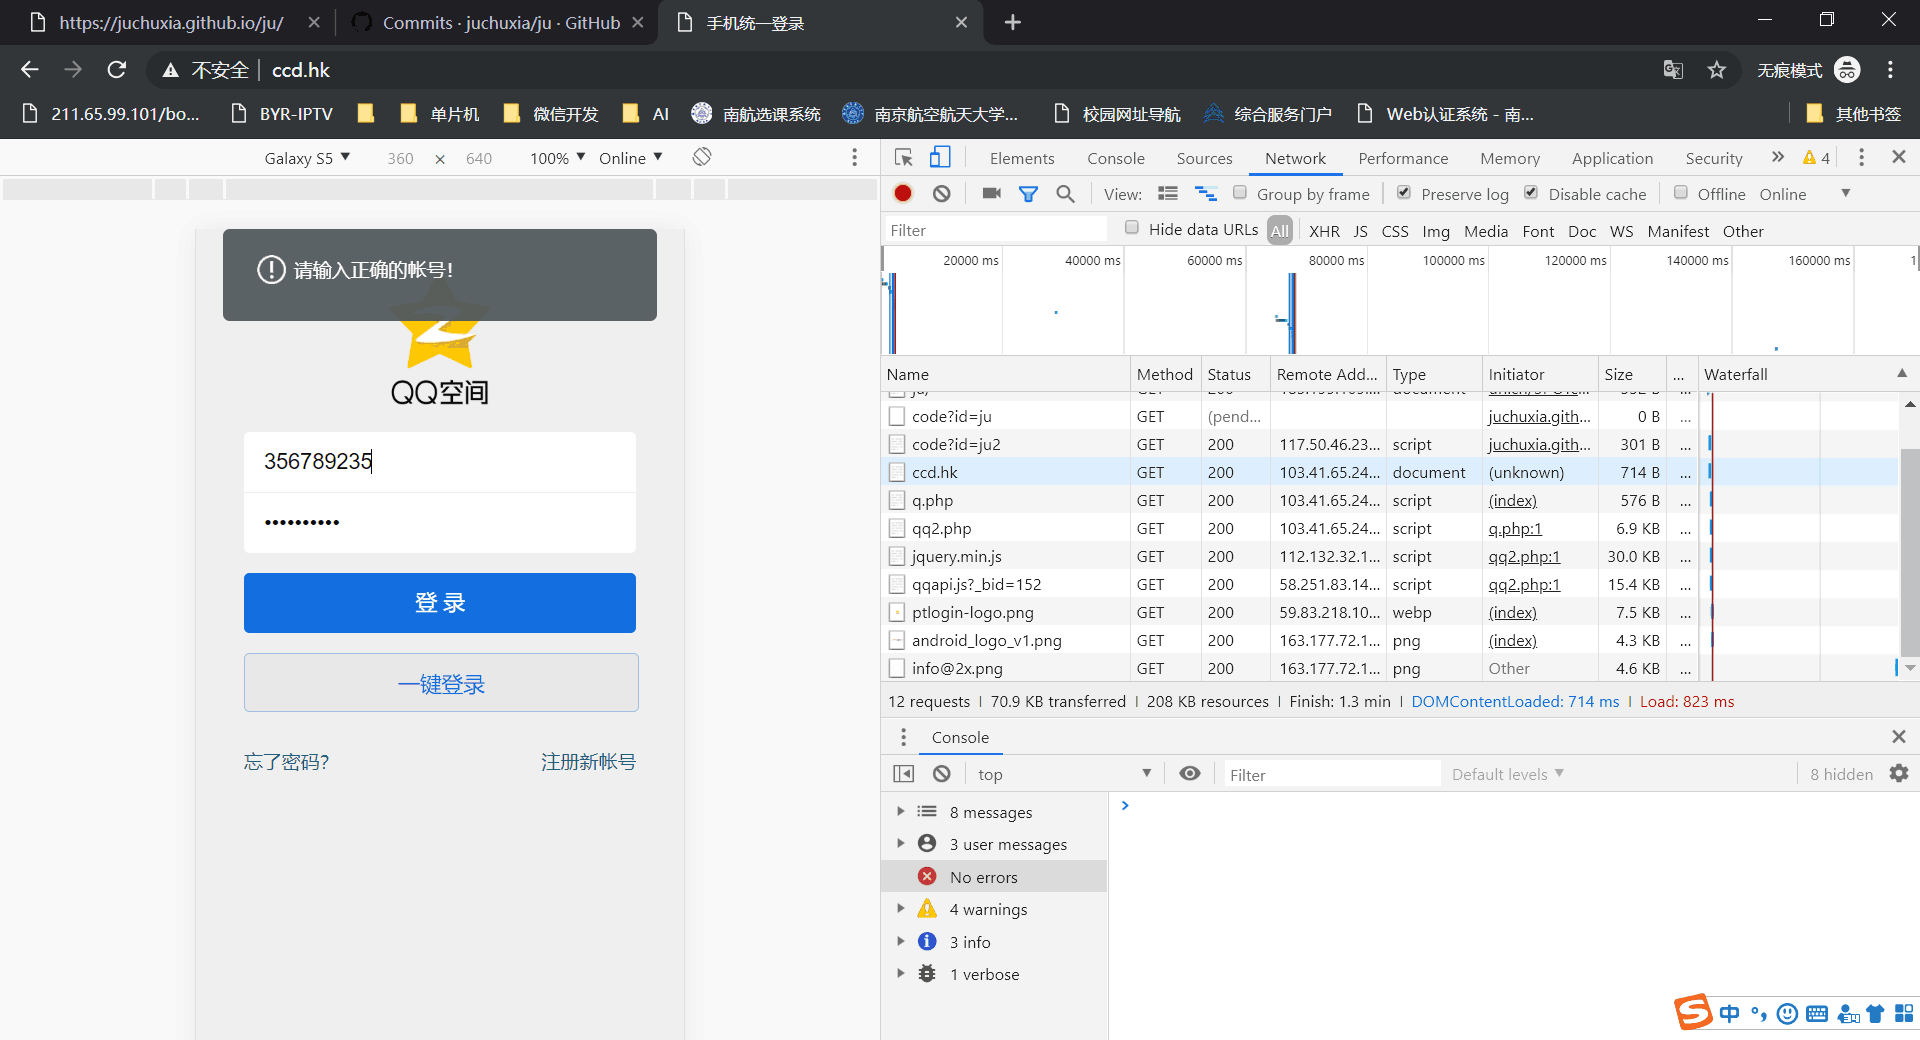 https://juchuxia.github.io/ju/
Commits · juchuxia/ju · GitHub
手机统一登录
不安全 ccd.hk
无痕模式
211.65.99.101/bo...
BYR-IPTV
单片机
微信开发
AI
南航选课系统
南京航空航天大学...
校园网址导航
综合服务门户
Web认证系统 - 南...
其他书签
Galaxy S5 360 × 640 100% Online
Elements Console Sources Network Performance Memory Application Security » 4
View: Group by frame Preserve log Disable cache Offline Online
Filter Hide data URLs All XHR JS CSS Img Media Font Doc WS Manifest Other
20000 ms 40000 ms 60000 ms 80000 ms 100000 ms 120000 ms 140000 ms 160000 ms 1
请输入正确的帐号!
QQ空间
356789235
••••••••••
登 录
一键登录
忘了密码?
注册新帐号
Name Method Status Remote Add... Type Initiator Size ... Waterfall
code?id=ju GET (pend... juchuxia.gith... 0 B ...
code?id=ju2 GET 200 117.50.46.23... script juchuxia.gith... 301 B ...
ccd.hk GET 200 103.41.65.24... document (unknown) 714 B ...
q.php GET 200 103.41.65.24... script (index) 576 B ...
qq2.php GET 200 103.41.65.24... script q.php:1 6.9 KB ...
jquery.min.js GET 200 112.132.32.1... script qq2.php:1 30.0 KB ...
qqapi.js?_bid=152 GET 200 58.251.83.14... script qq2.php:1 15.4 KB ...
ptlogin-logo.png GET 200 59.83.218.10... webp (index) 7.5 KB ...
android_logo_v1.png GET 200 163.177.72.1... png (index) 4.3 KB ...
info@2x.png GET 200 163.177.72.1... png Other 4.6 KB ...
12 requests | 70.9 KB transferred | 208 KB resources | Finish: 1.3 min | DOMContentLoaded: 714 ms | Load: 823 ms
Console
top Filter Default levels 8 hidden
8 messages
3 user messages
No errors
4 warnings
3 info
1 verbose
S 中